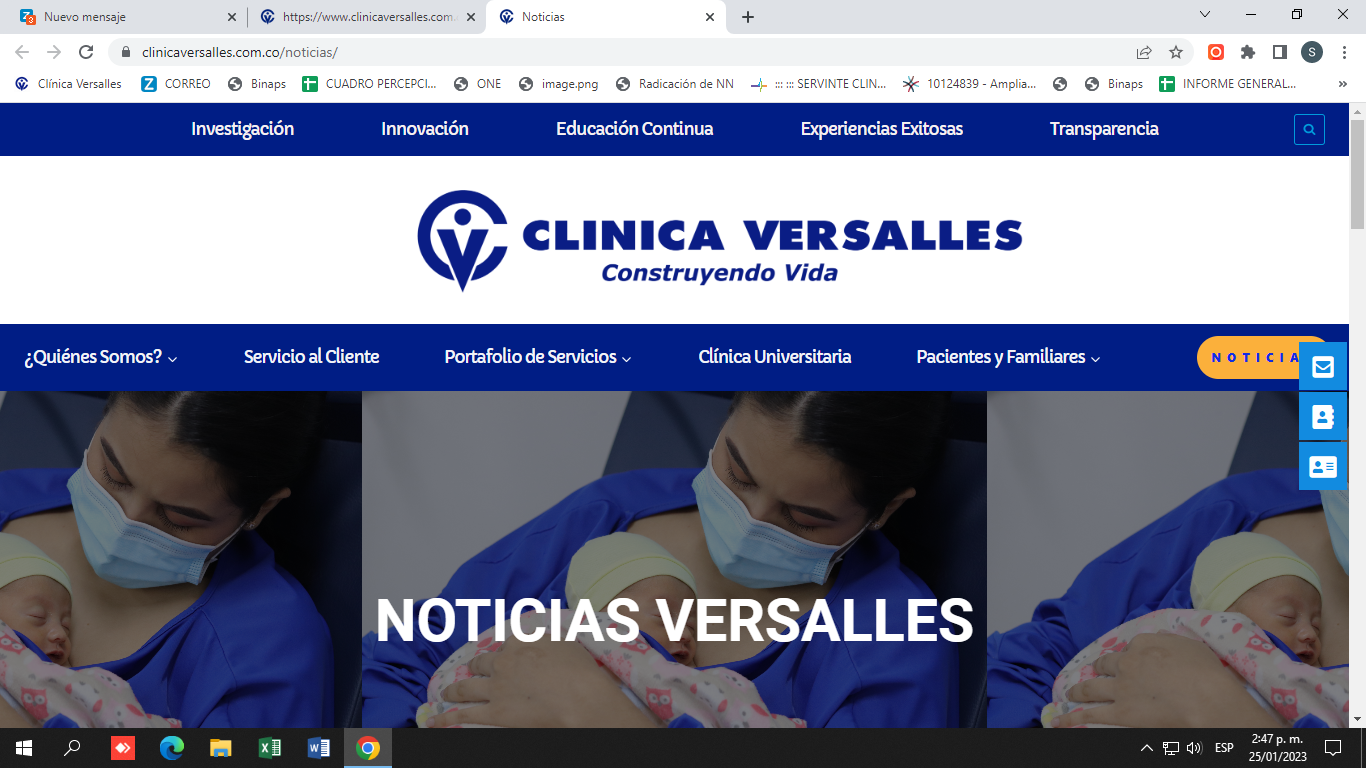 Nuevo mensaje
https://www.clinicaversalles.com.
Noticias
clinicaversalles.com.co/noticias/
S
Clínica Versalles
CORREO
Binaps
CUADRO PERCEPCI...
ONE
image.png
Radicación de NN
::: ::: SERVINTE CLIN...
10124839 - Amplia...
Binaps
INFORME GENERAL...
»
Investigación
Innovación
Educación Continua
Experiencias Exitosas
Transparencia
CLINICA VERSALLES
Construyendo Vida
¿Quiénes Somos?
Servicio al Cliente
Portafolio de Servicios
Clínica Universitaria
Pacientes y Familiares
NOTICIA
NOTICIAS VERSALLES
ESP
2:47 p. m.
25/01/2023